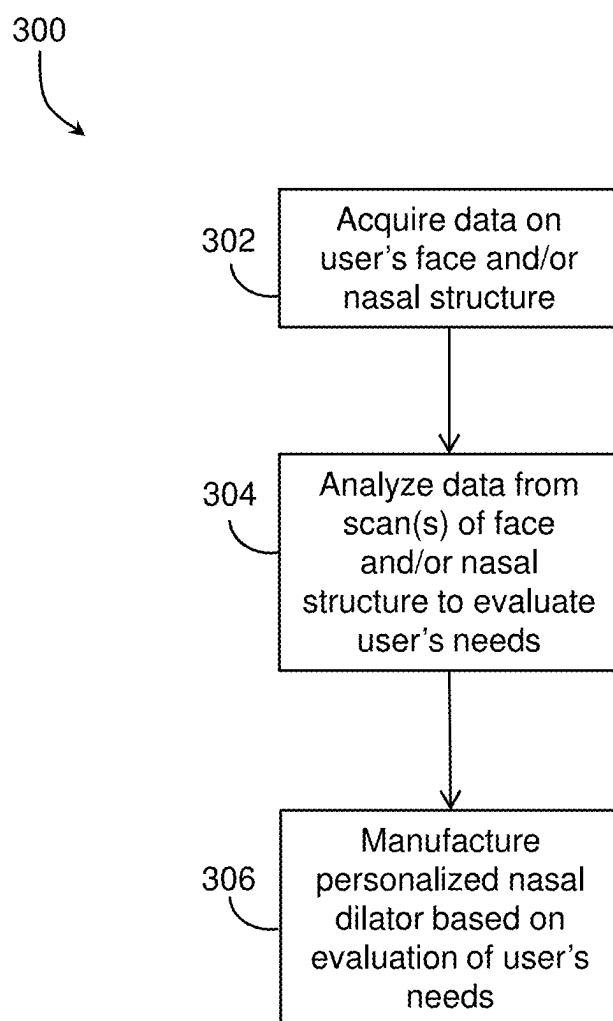 300
302
Acquire data on
user's face and/or
nasal structure
304
Analyze data from
scan(s) of face
and/or nasal
structure to evaluate
user's needs
306
Manufacture
personalized nasal
dilator based on
evaluation of user's
needs